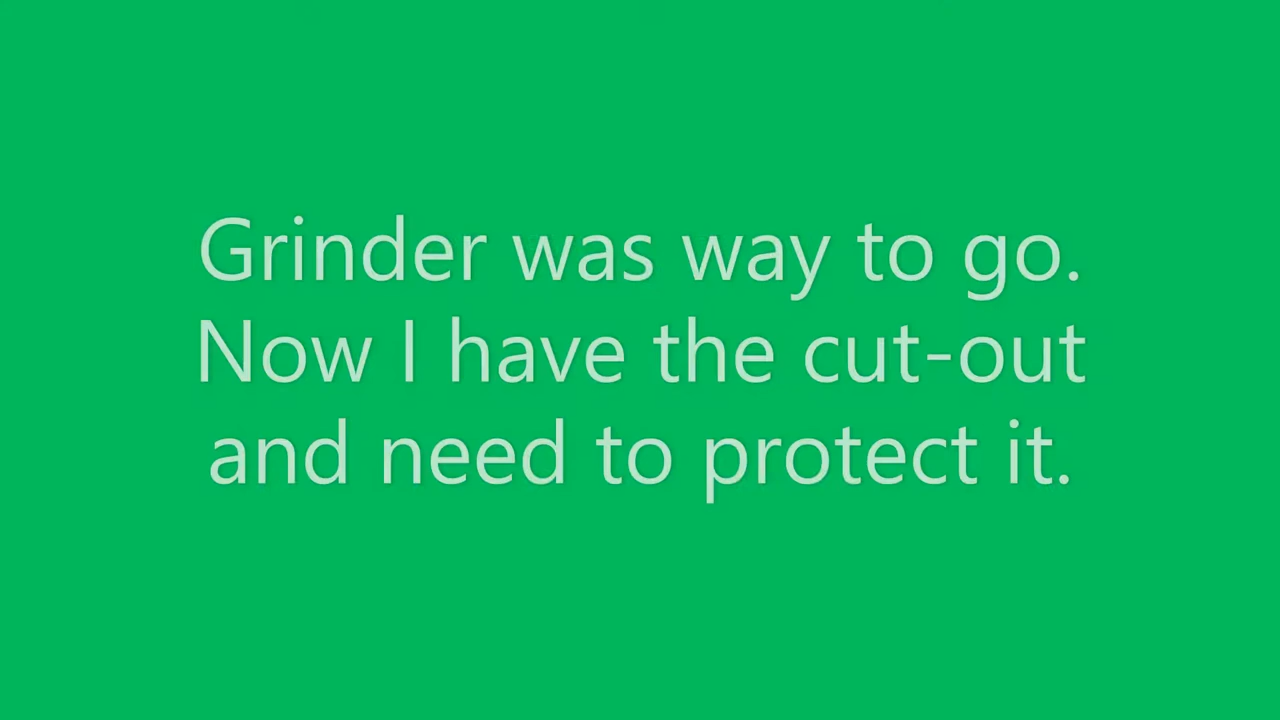 Grinder was way to go.
Now I have the cut-out
and need to protect it.